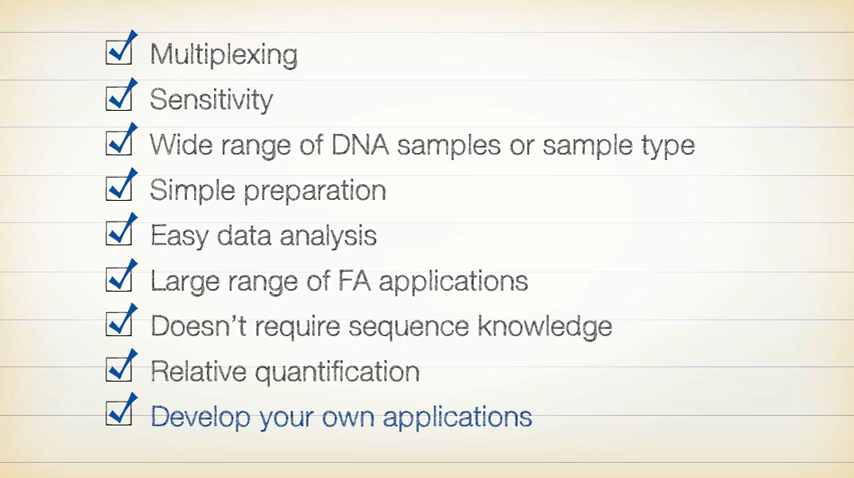 Multiplexing
Sensitivity
Wide range of DNA samples or sample type
Simple preparation
Easy data analysis
Large range of FA applications
Doesn't require sequence knowledge
Relative quantification
Develop your own applications